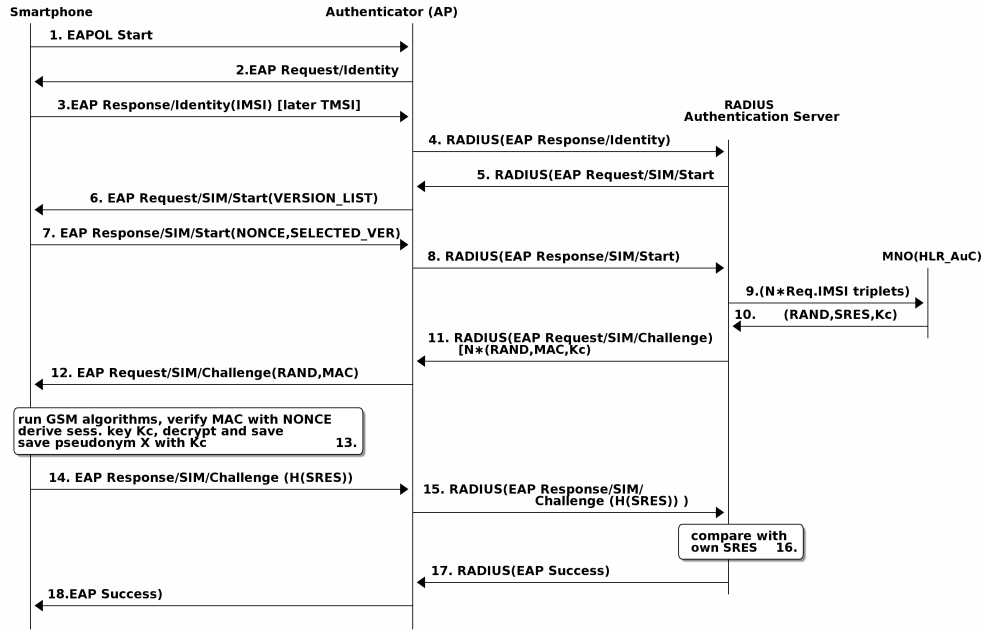 Smartphone
Authenticator (AP)
1. EAPOL Start
2.EAP Request/Identity
3.EAP Response/Identity(IMSI) [later TMSI]
RADIUS
Authentication Server
4. RADIUS(EAP Response/Identity)
5. RADIUS(EAP Request/SIM/Start
6. EAP Request/SIM/Start(VERSION_LIST)
7. EAP Response/SIM/Start(NONCE,SELECTED_VER)
8. RADIUS(EAP Response/SIM/Start)
MNO(HLR_AuC)
9.(N∗Req.IMSI triplets)
10. (RAND,SRES,Kc)
11. RADIUS(EAP Request/SIM/Challenge)
[N∗(RAND,MAC,Kc)
12. EAP Request/SIM/Challenge(RAND,MAC)
run GSM algorithms, verify MAC with NONCE
derive sess. key Kc, decrypt and save
save pseudonym X with Kc 13.
14. EAP Response/SIM/Challenge (H(SRES))
15. RADIUS(EAP Response/SIM/
Challenge (H(SRES)) )
compare with
own SRES 16.
17. RADIUS(EAP Success)
18.EAP Success)